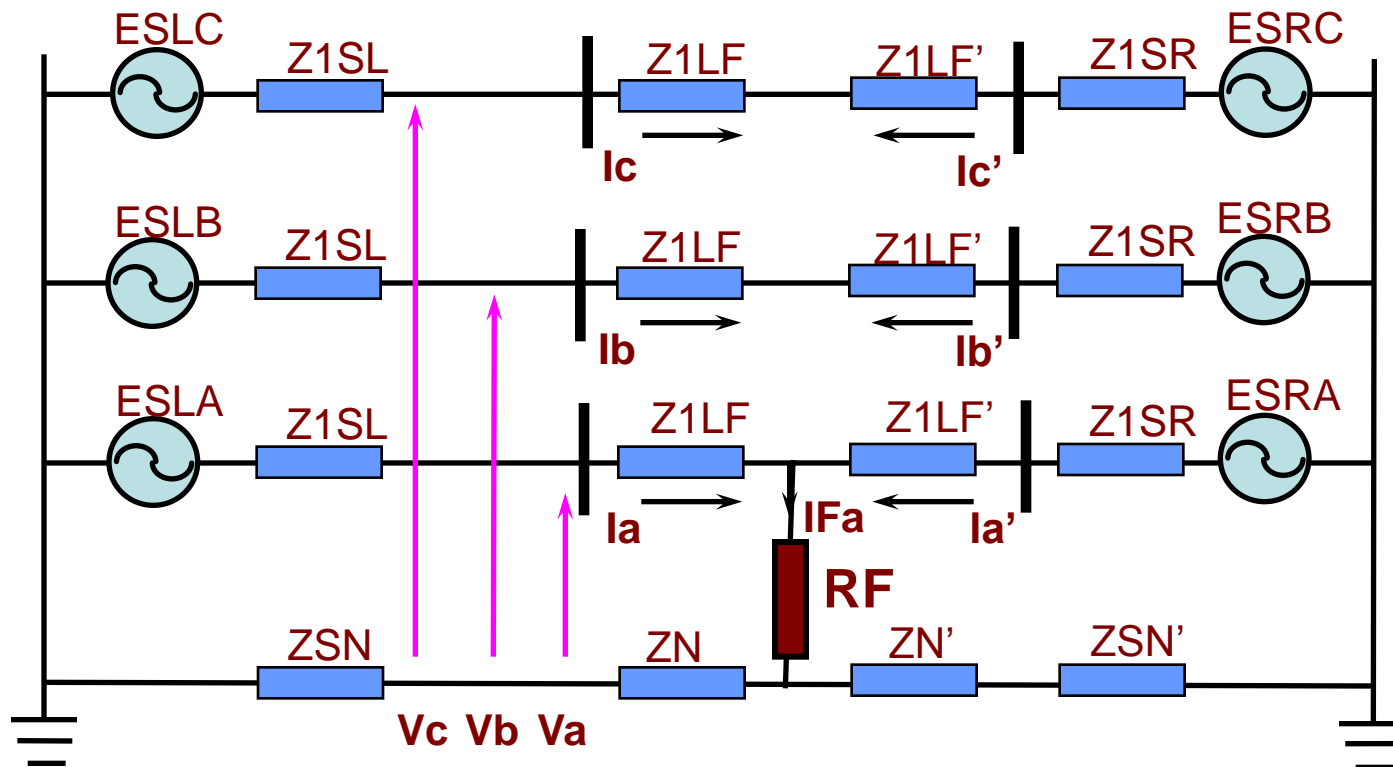 ESLC Z1SL Z1LF Z1LF’ Z1SR ESRC
Ic Ic’
ESLB Z1SL Z1LF Z1LF’ Z1SR ESRB
Ib Ib’
ESLA Z1SL Z1LF Z1LF’ Z1SR ESRA
Ia IFa Ia’
RF
ZSN ZN ZN’ ZSN’
Vc Vb Va